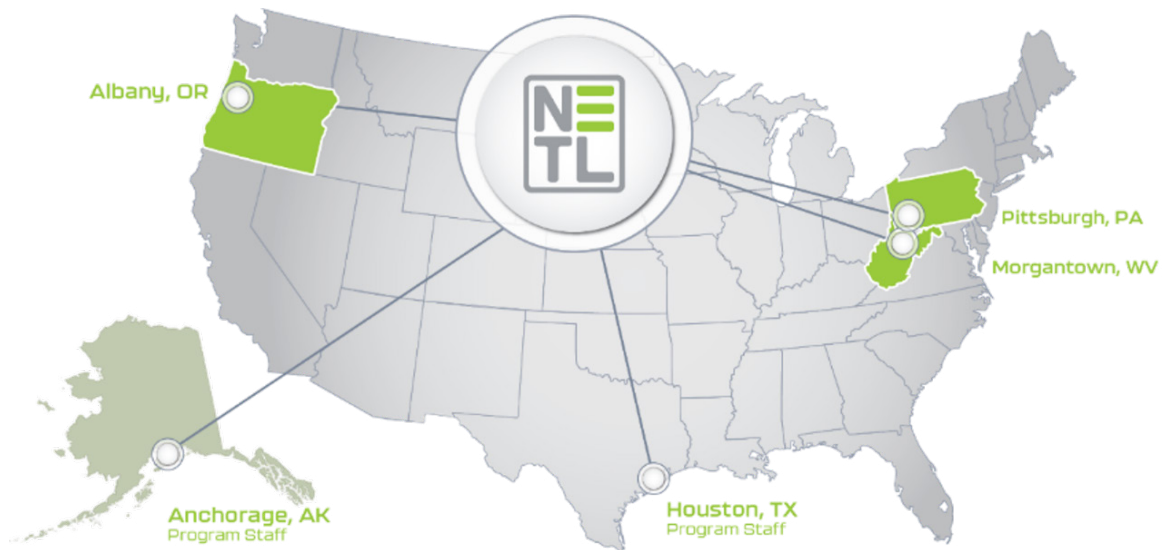 Albany, OR
NE
TL
Pittsburgh, PA
Morgantown, WV
Anchorage, AK
Program Staff
Houston, TX
Program Staff